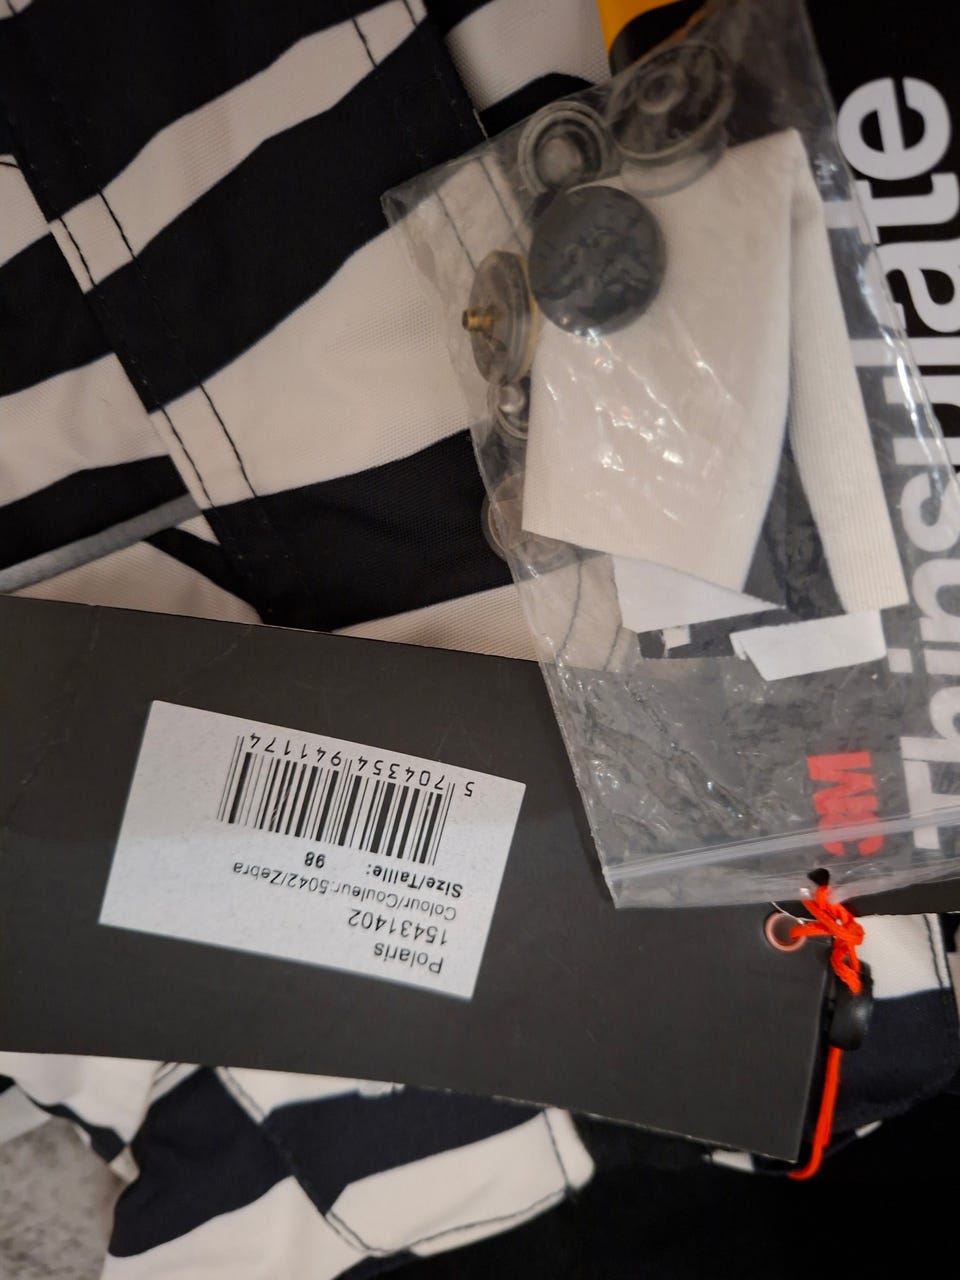 Polaris
15431402
Colour/Couleur:5042/Zebra
Size/Taille: 98
5 704354 941174
3M
Thinsulate